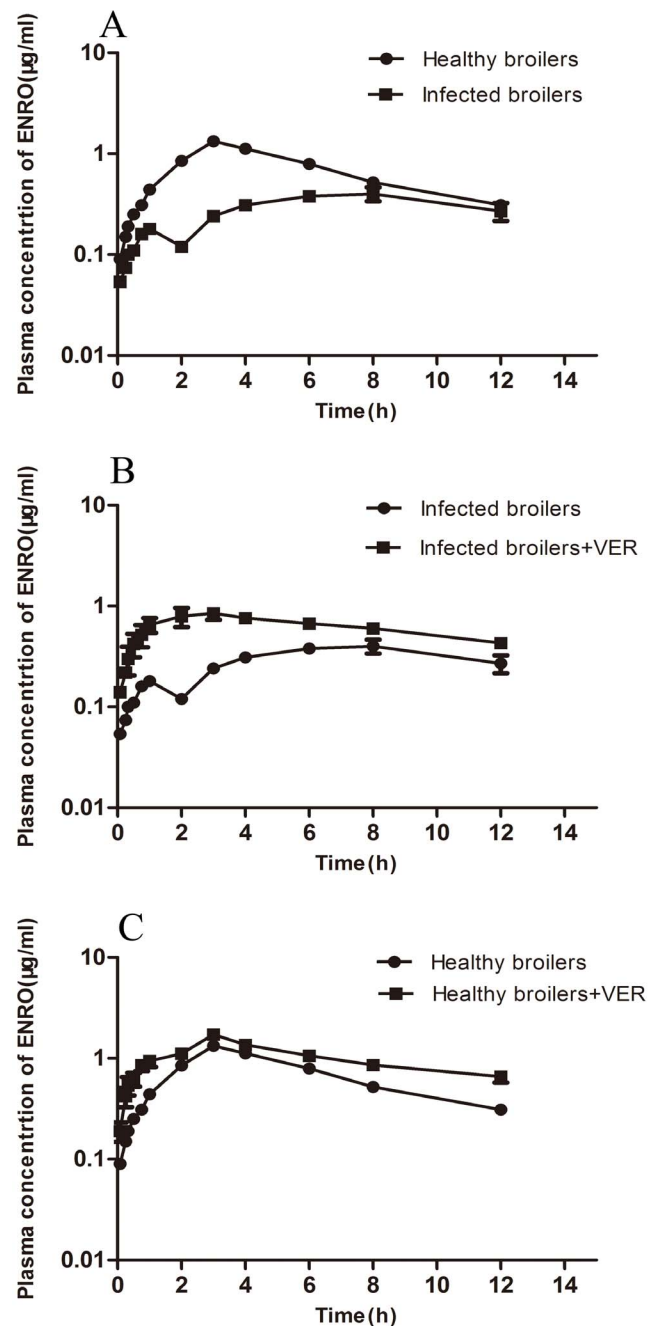 A
Healthy broilers
Infected broilers
Plasma concentrtion of ENRO(μg/ml)
10
1
0.1
0.01
0 2 4 6 8 10 12 14
Time(h)
B
Infected broilers
Infected broilers+VER
Plasma concentrtion of ENRO(μg/ml)
10
1
0.1
0.01
0 2 4 6 8 10 12 14
Time(h)
C
Healthy broilers
Healthy broilers+VER
Plasma concentrtion of ENRO(μg/ml)
10
1
0.1
0.01
0 2 4 6 8 10 12 14
Time(h)